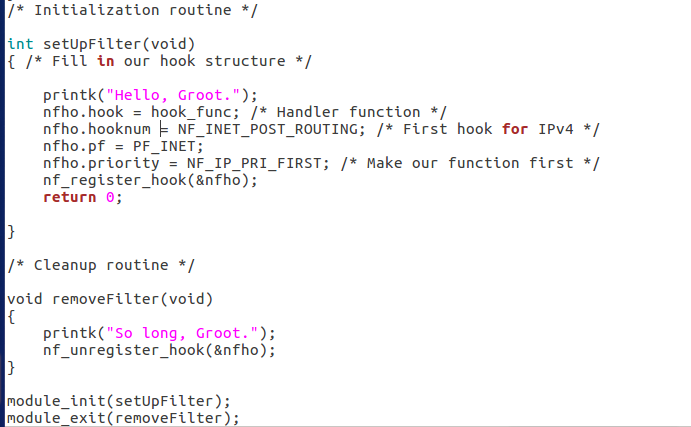 /* Initialization routine */
int setUpFilter(void)
{ /* Fill in our hook structure */
printk("Hello, Groot.");
nfho.hook = hook_func; /* Handler function */
nfho.hooknum = NF_INET_POST_ROUTING; /* First hook for IPv4 */
nfho.pf = PF_INET;
nfho.priority = NF_IP_PRI_FIRST; /* Make our function first */
nf_register_hook(&nfho);
return 0;
}
/* Cleanup routine */
void removeFilter(void)
{
printk("So long, Groot.");
nf_unregister_hook(&nfho);
}
module_init(setUpFilter);
module_exit(removeFilter);